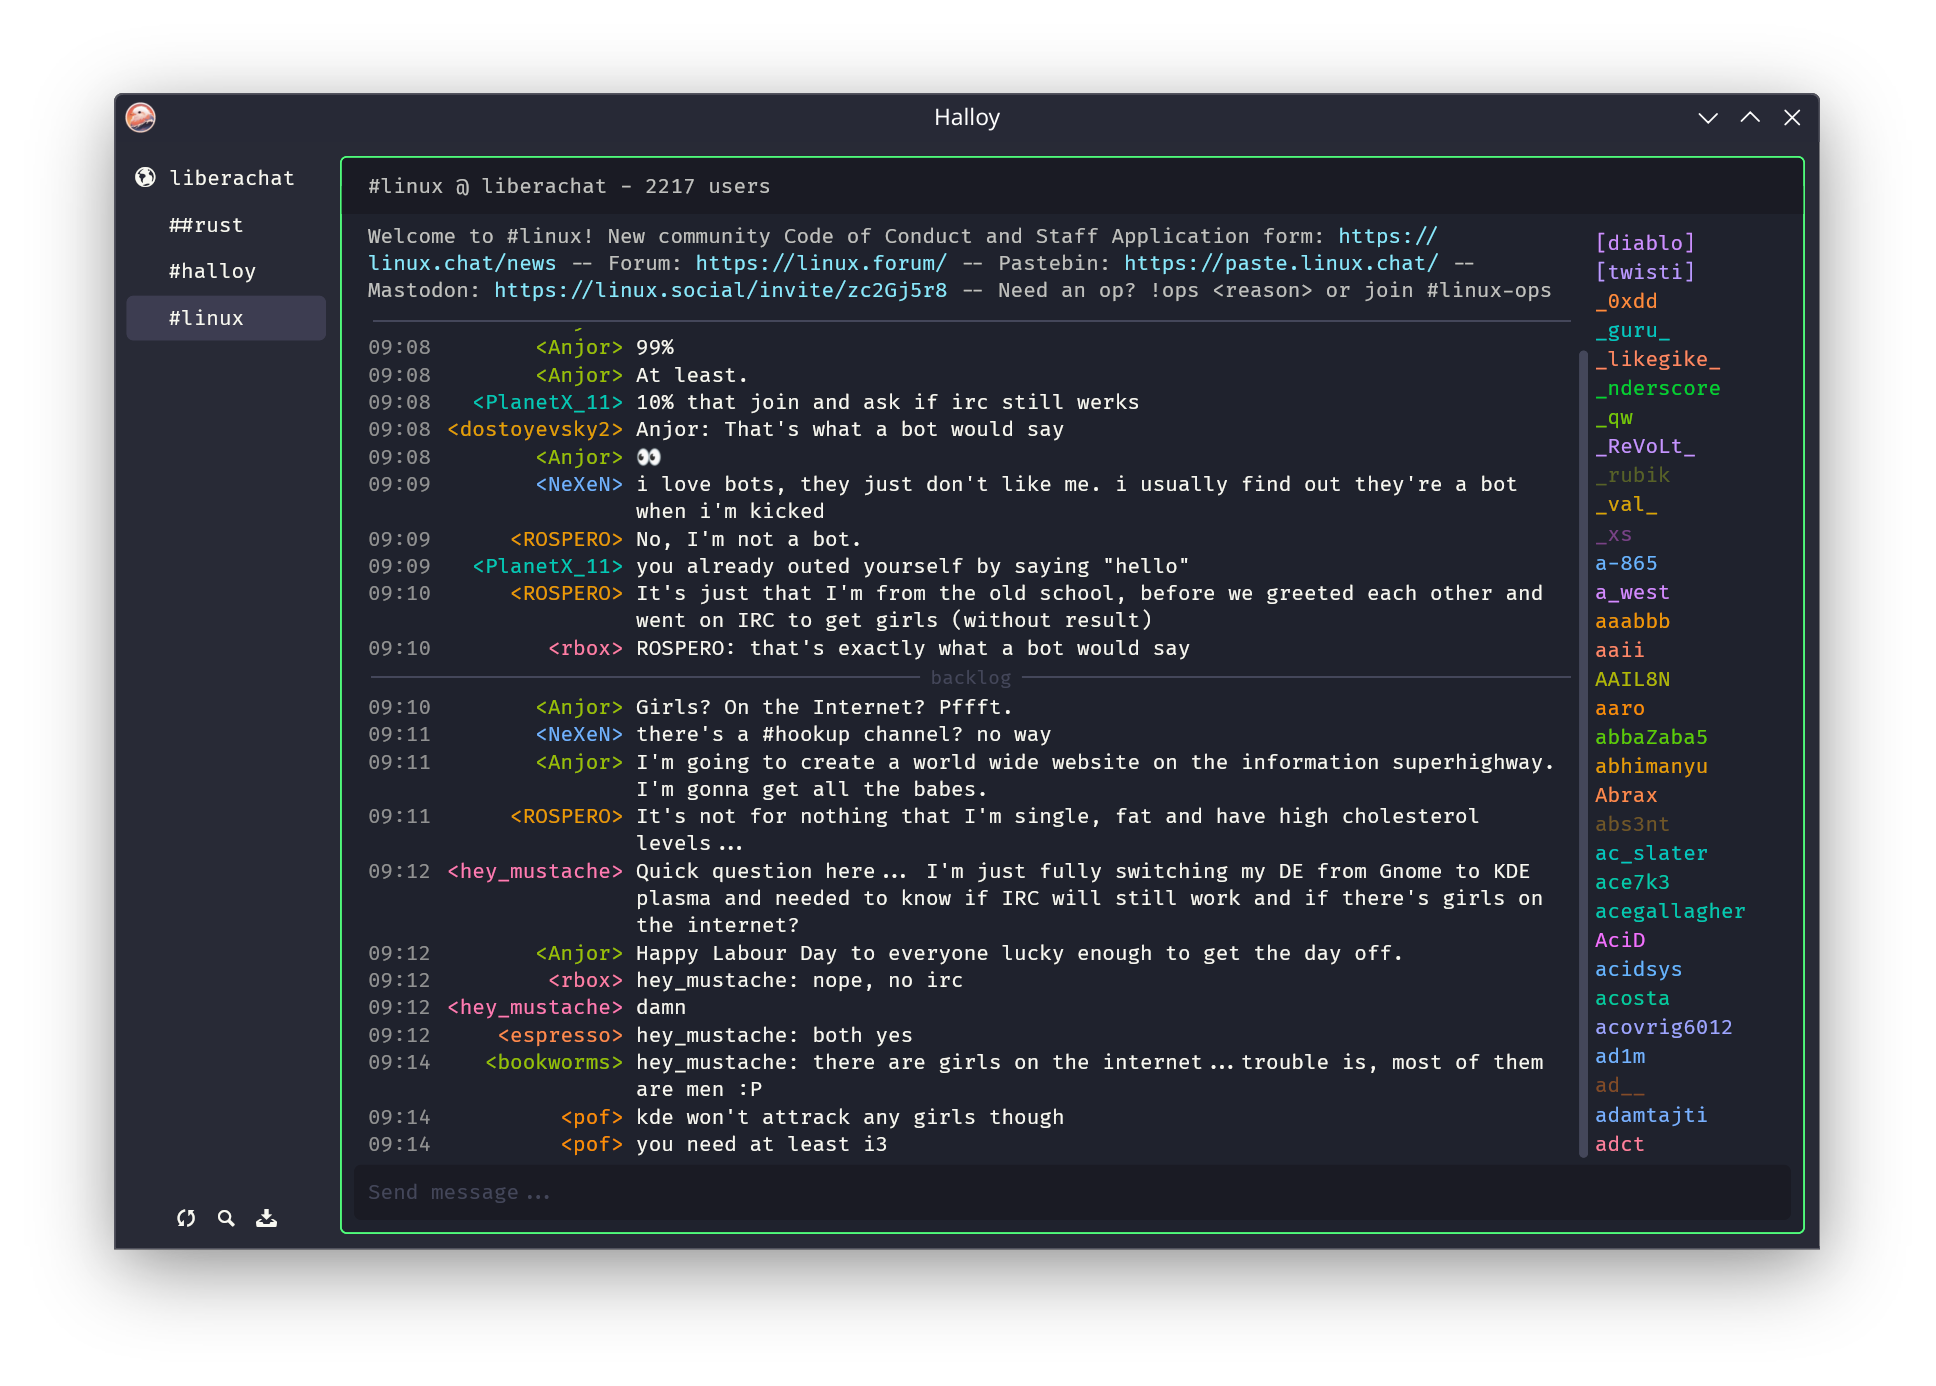 Halloy
liberachat
##rust
#halloy
#linux
#linux @ liberachat - 2217 users
Welcome to #linux! New community Code of Conduct and Staff Application form: https://
linux.chat/news -- Forum: https://linux.forum/ -- Pastebin: https://paste.linux.chat/ --
Mastodon: https://linux.social/invite/zc2Gj5r8 -- Need an op? !ops <reason> or join #linux-ops
09:08 <Anjor> 99%
09:08 <Anjor> At least.
09:08 <PlanetX_11> 10% that join and ask if irc still werks
09:08 <dostoyevsky2> Anjor: That's what a bot would say
09:08 <Anjor> 👀
09:09 <NeXeN> i love bots, they just don't like me. i usually find out they're a bot
when i'm kicked
09:09 <ROSPERO> No, I'm not a bot.
09:09 <PlanetX_11> you already outed yourself by saying "hello"
09:10 <ROSPERO> It's just that I'm from the old school, before we greeted each other and
went on IRC to get girls (without result)
09:10 <rbox> ROSPERO: that's exactly what a bot would say
backlog
09:10 <Anjor> Girls? On the Internet? Pffft.
09:11 <NeXeN> there's a #hookup channel? no way
09:11 <Anjor> I'm going to create a world wide website on the information superhighway.
I'm gonna get all the babes.
09:11 <ROSPERO> It's not for nothing that I'm single, fat and have high cholesterol
levels...
09:12 <hey_mustache> Quick question here... I'm just fully switching my DE from Gnome to KDE
plasma and needed to know if IRC will still work and if there's girls on
the internet?
09:12 <Anjor> Happy Labour Day to everyone lucky enough to get the day off.
09:12 <rbox> hey_mustache: nope, no irc
09:12 <hey_mustache> damn
09:12 <espresso> hey_mustache: both yes
09:14 <bookworms> hey_mustache: there are girls on the internet...trouble is, most of them
are men :P
09:14 <pof> kde won't attrack any girls though
09:14 <pof> you need at least i3
Send message...
[diablo]
[twisti]
_0xdd
_guru_
_likegike_
_nderscore
_qw
_ReVoLt_
_rubik
_val_
_xs
a-865
a_west
aaabbb
aaii
AAIL8N
aaro
abbaZaba5
abhimanyu
Abrax
abs3nt
ac_slater
ace7k3
acegallagher
AciD
acidsys
acosta
acovrig6012
ad1m
ad__
adamtajti
adct